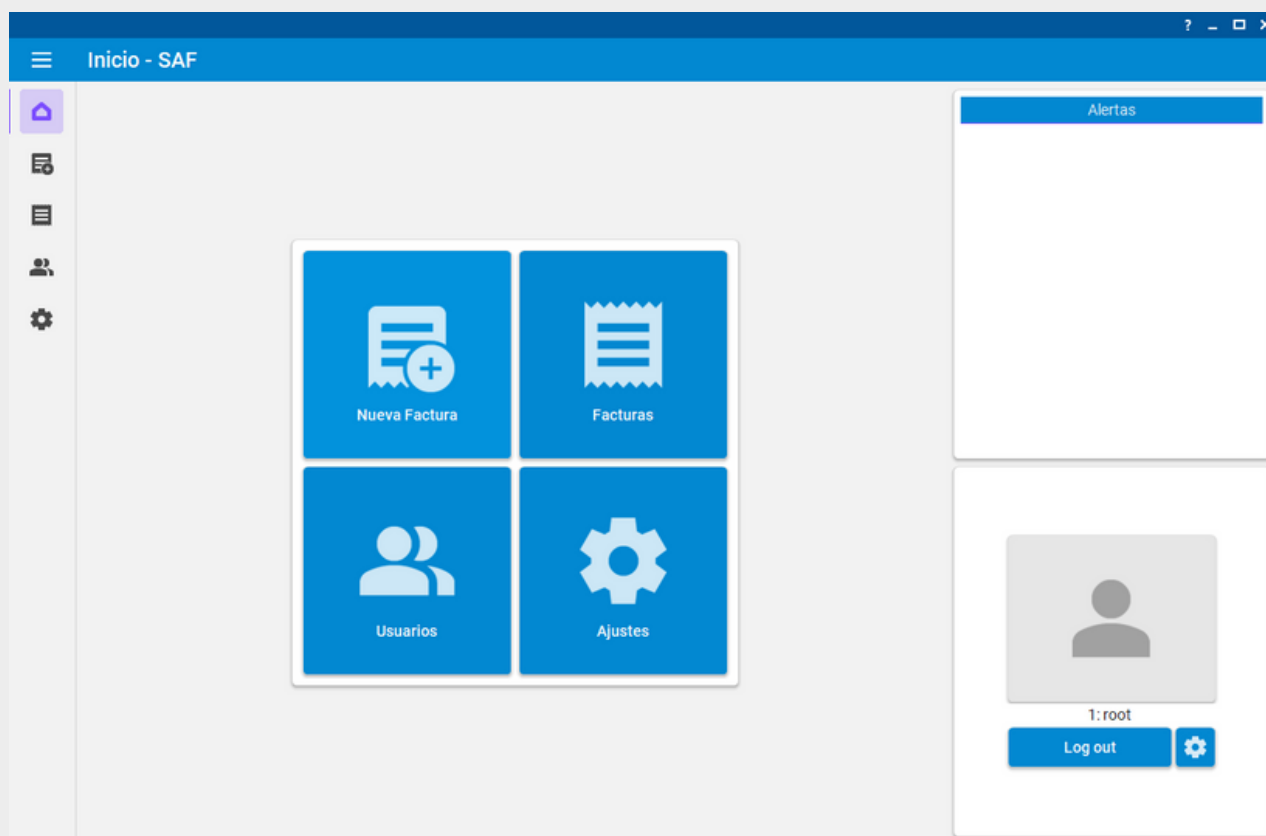 ?
Inicio - SAF
Alertas
Nueva Factura
Facturas
Usuarios
Ajustes
1: root
Log out